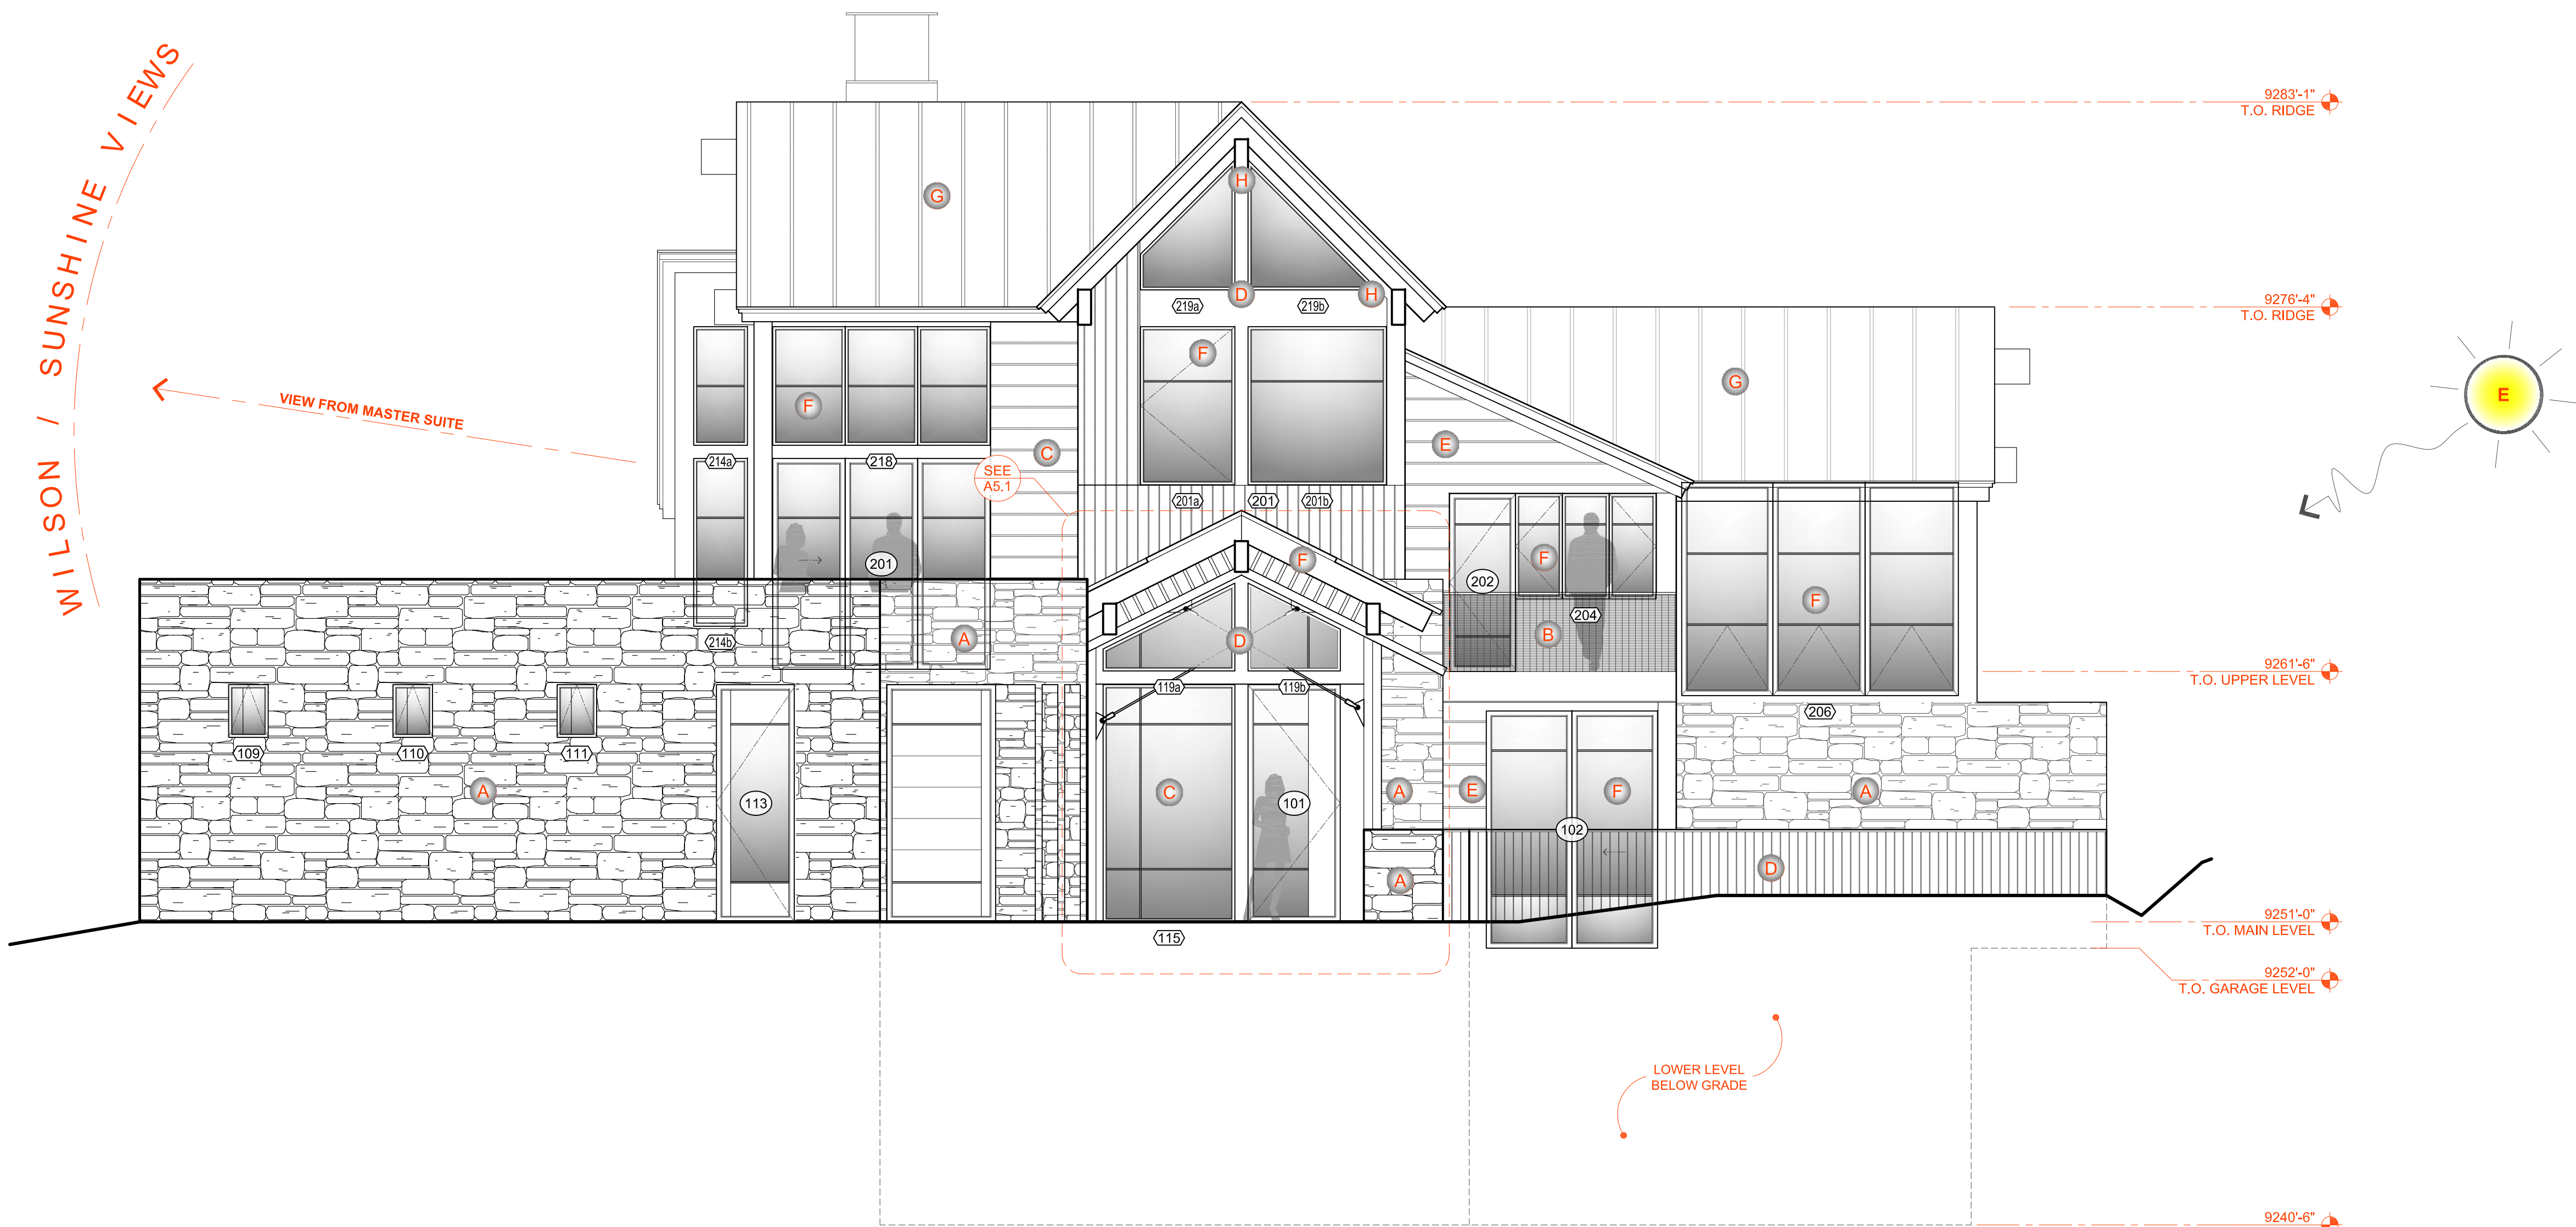 WILSON / SUNSHINE VIEWS
VIEW FROM MASTER SUITE
9283'-1"
T.O. RIDGE
G
H
D
H
219a
219b
9276'-4"
T.O. RIDGE
F
F
G
E
C
E
214a
218
SEE
A5.1
201a
201
201b
201
F
F
202
204
F
B
214b
A
D
9261'-6"
T.O. UPPER LEVEL
119a
119b
206
109
110
111
A
113
C
101
A
E
F
A
102
D
A
9251'-0"
T.O. MAIN LEVEL
115
9252'-0"
T.O. GARAGE LEVEL
LOWER LEVEL
BELOW GRADE
9240'-6"